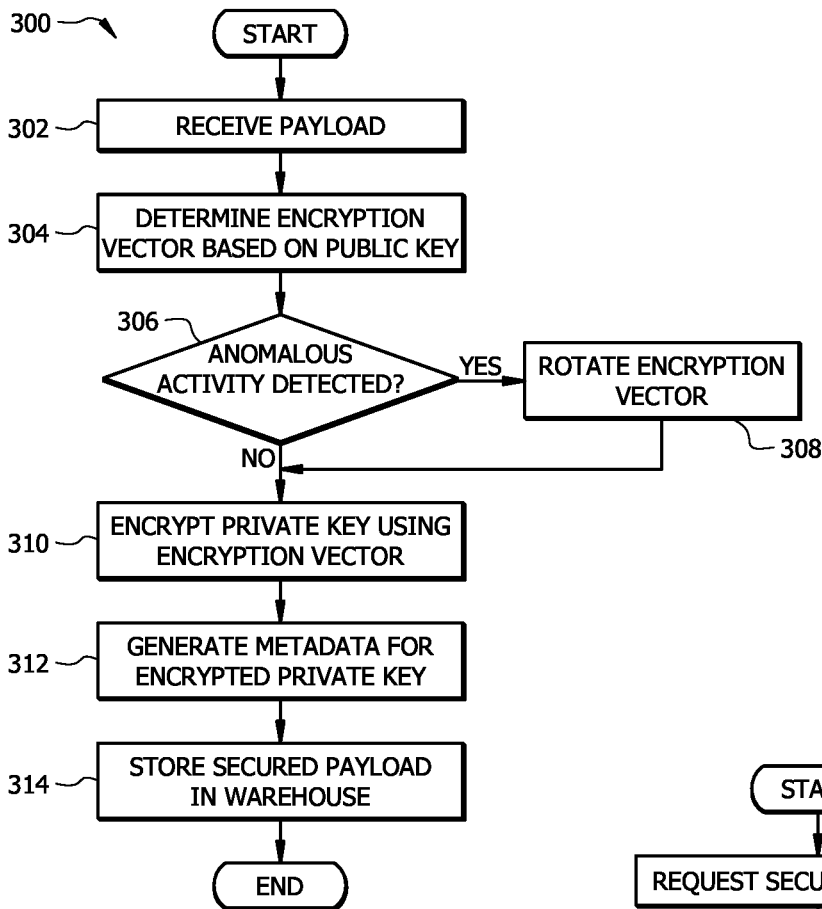 300
START
302
RECEIVE PAYLOAD
304
DETERMINE ENCRYPTION
VECTOR BASED ON PUBLIC KEY
306
ANOMALOUS
ACTIVITY DETECTED?
YES
ROTATE ENCRYPTION
VECTOR
308
NO
310
ENCRYPT PRIVATE KEY USING
ENCRYPTION VECTOR
312
GENERATE METADATA FOR
ENCRYPTED PRIVATE KEY
314
STORE SECURED PAYLOAD
IN WAREHOUSE
END
REQUEST